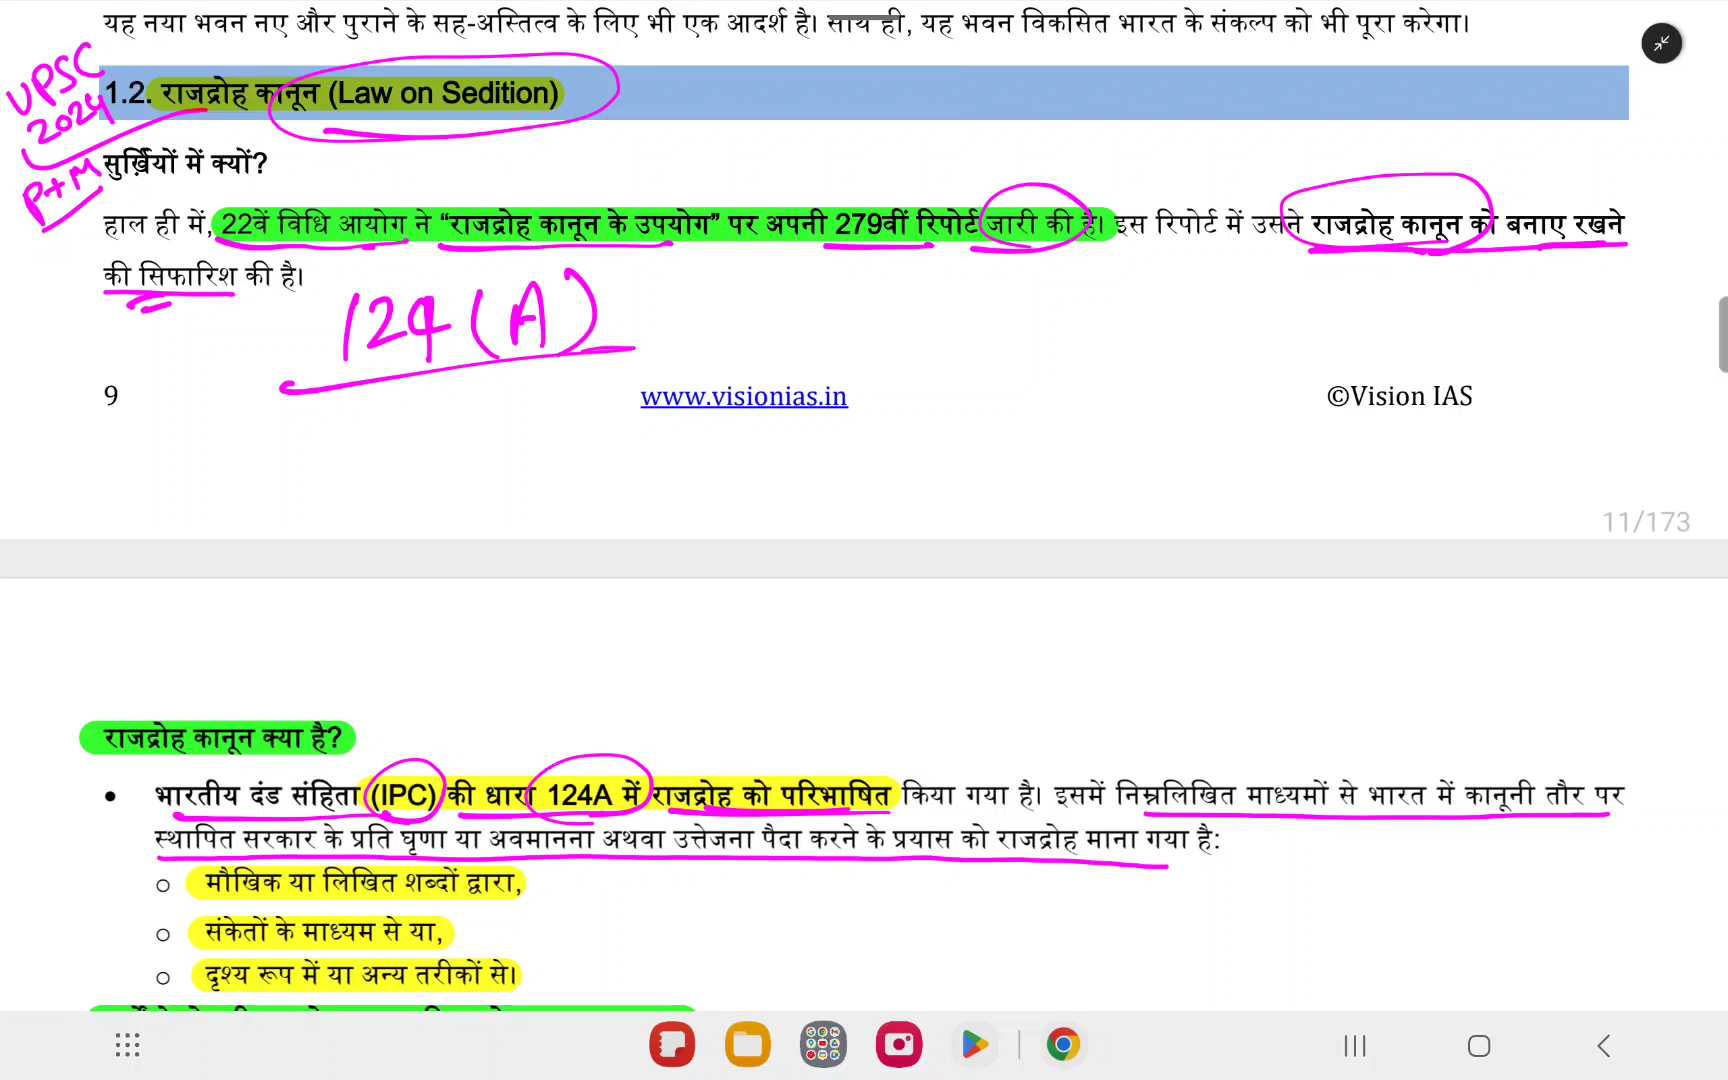 यह नया भवन नए और पुराने के सह-अस्तित्व के लिए भी एक आदर्श है। साथ ही, यह भवन विकसित भारत के संकल्प को भी पूरा करेगा।
UPSC
2024
P+M
1.2. राजद्रोह कानून (Law on Sedition)
सुर्ख़ियों में क्यों?
हाल ही में, 22वें विधि आयोग ने “राजद्रोह कानून के उपयोग” पर अपनी 279वीं रिपोर्ट जारी की है। इस रिपोर्ट में उसने राजद्रोह कानून को बनाए रखने
की सिफारिश की है।
124 (A)
9 www.visionias.in ©Vision IAS
11/173
राजद्रोह कानून क्या है?
• भारतीय दंड संहिता (IPC) की धारा 124A में राजद्रोह को परिभाषित किया गया है। इसमें निम्नलिखित माध्यमों से भारत में कानूनी तौर पर
स्थापित सरकार के प्रति घृणा या अवमानना अथवा उत्तेजना पैदा करने के प्रयास को राजद्रोह माना गया है:
o मौखिक या लिखित शब्दों द्वारा,
o संकेतों के माध्यम से या,
o दृश्य रूप में या अन्य तरीकों से।